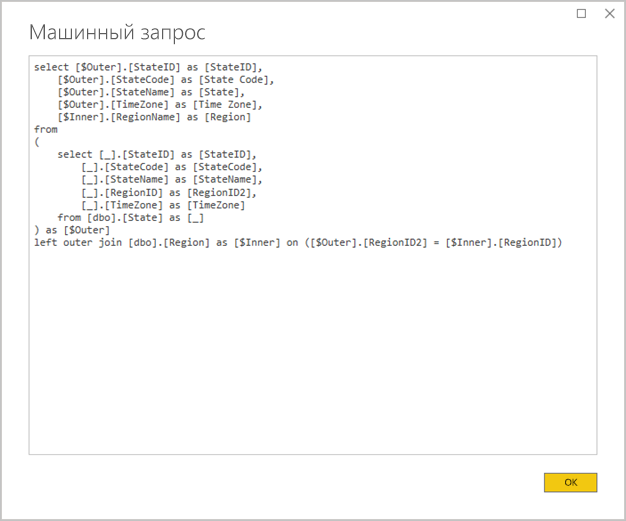 Машинный запрос
select [$Outer].[StateID] as [StateID],
    [$Outer].[StateCode] as [State Code],
    [$Outer].[StateName] as [State],
    [$Outer].[TimeZone] as [Time Zone],
    [$Inner].[RegionName] as [Region]
from
(
    select [_].[StateID] as [StateID],
        [_].[StateCode] as [StateCode],
        [_].[StateName] as [StateName],
        [_].[RegionID] as [RegionID2],
        [_].[TimeZone] as [TimeZone]
    from [dbo].[State] as [_]
) as [$Outer]
left outer join [dbo].[Region] as [$Inner] on ([$Outer].[RegionID2] = [$Inner].[RegionID])
ОК